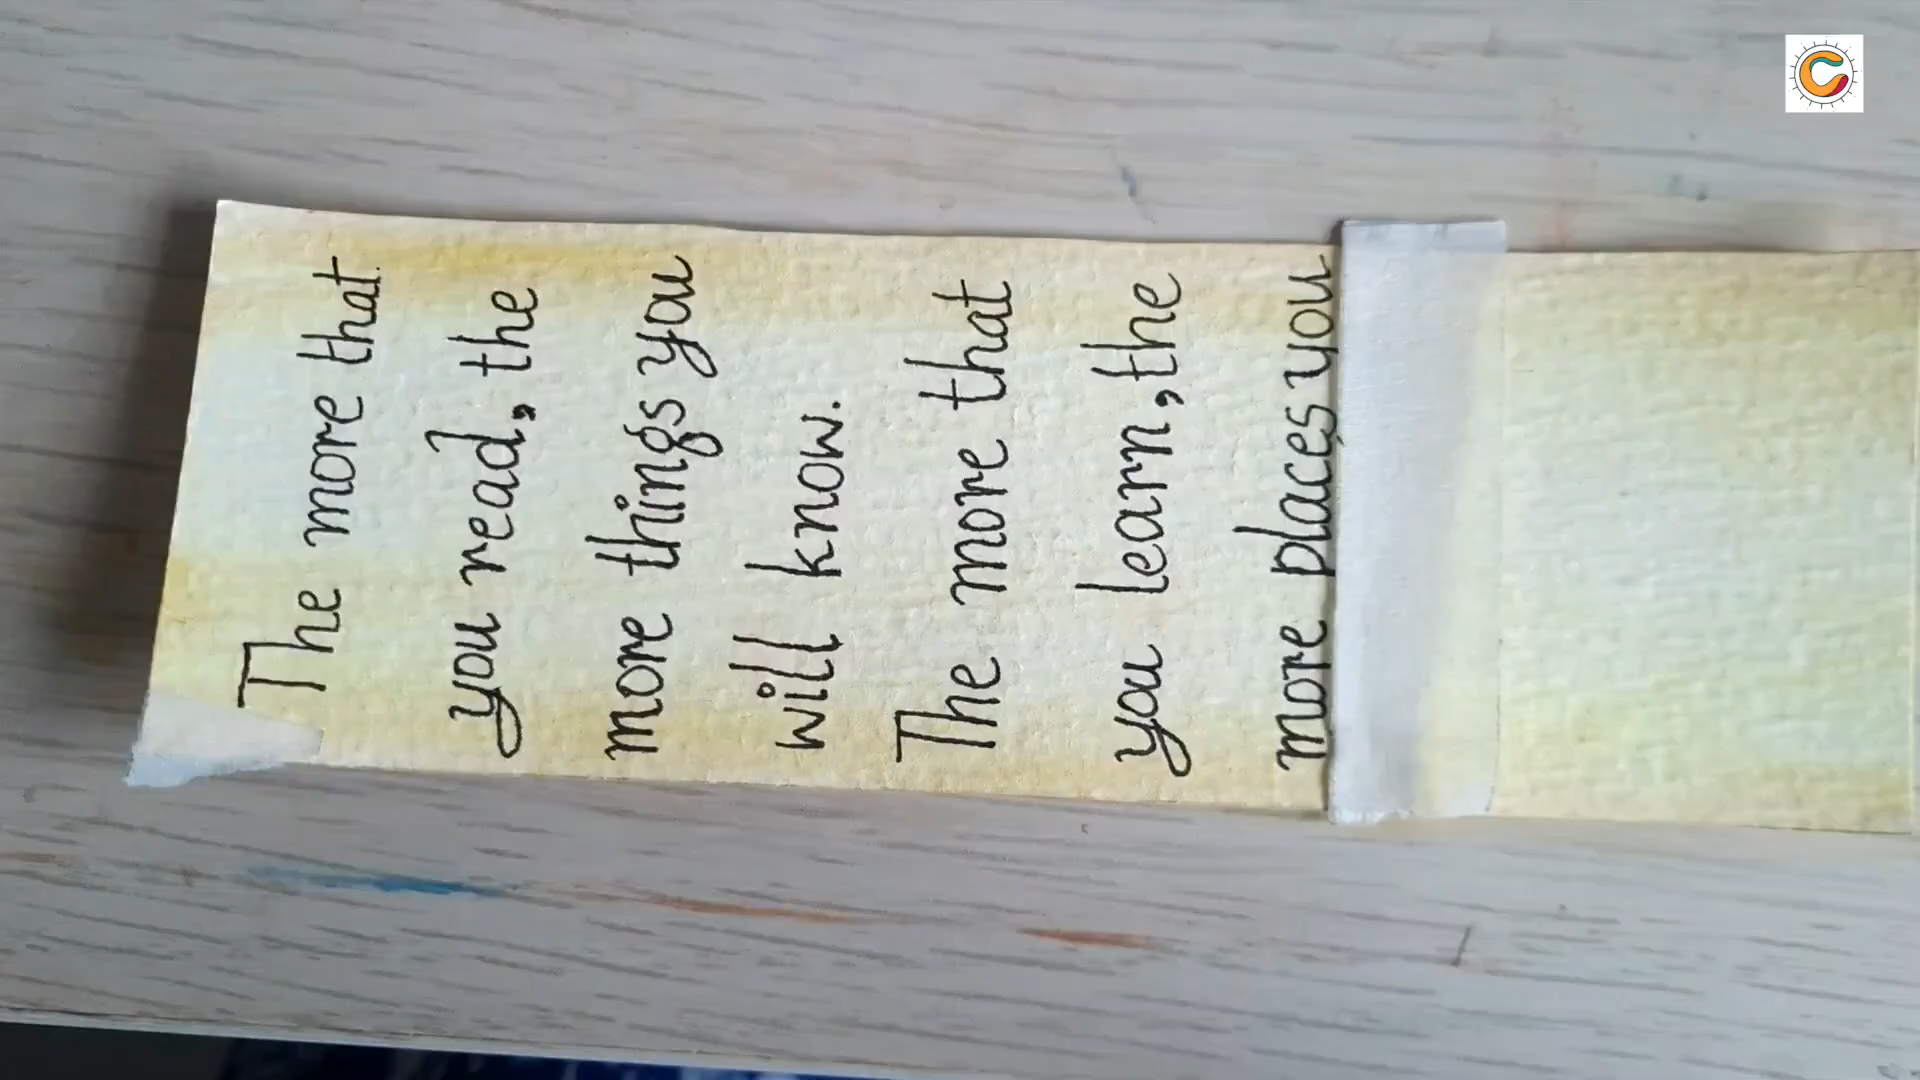 The more that
you read, the
more things you
will know.
The more that
you learn, the
more places you